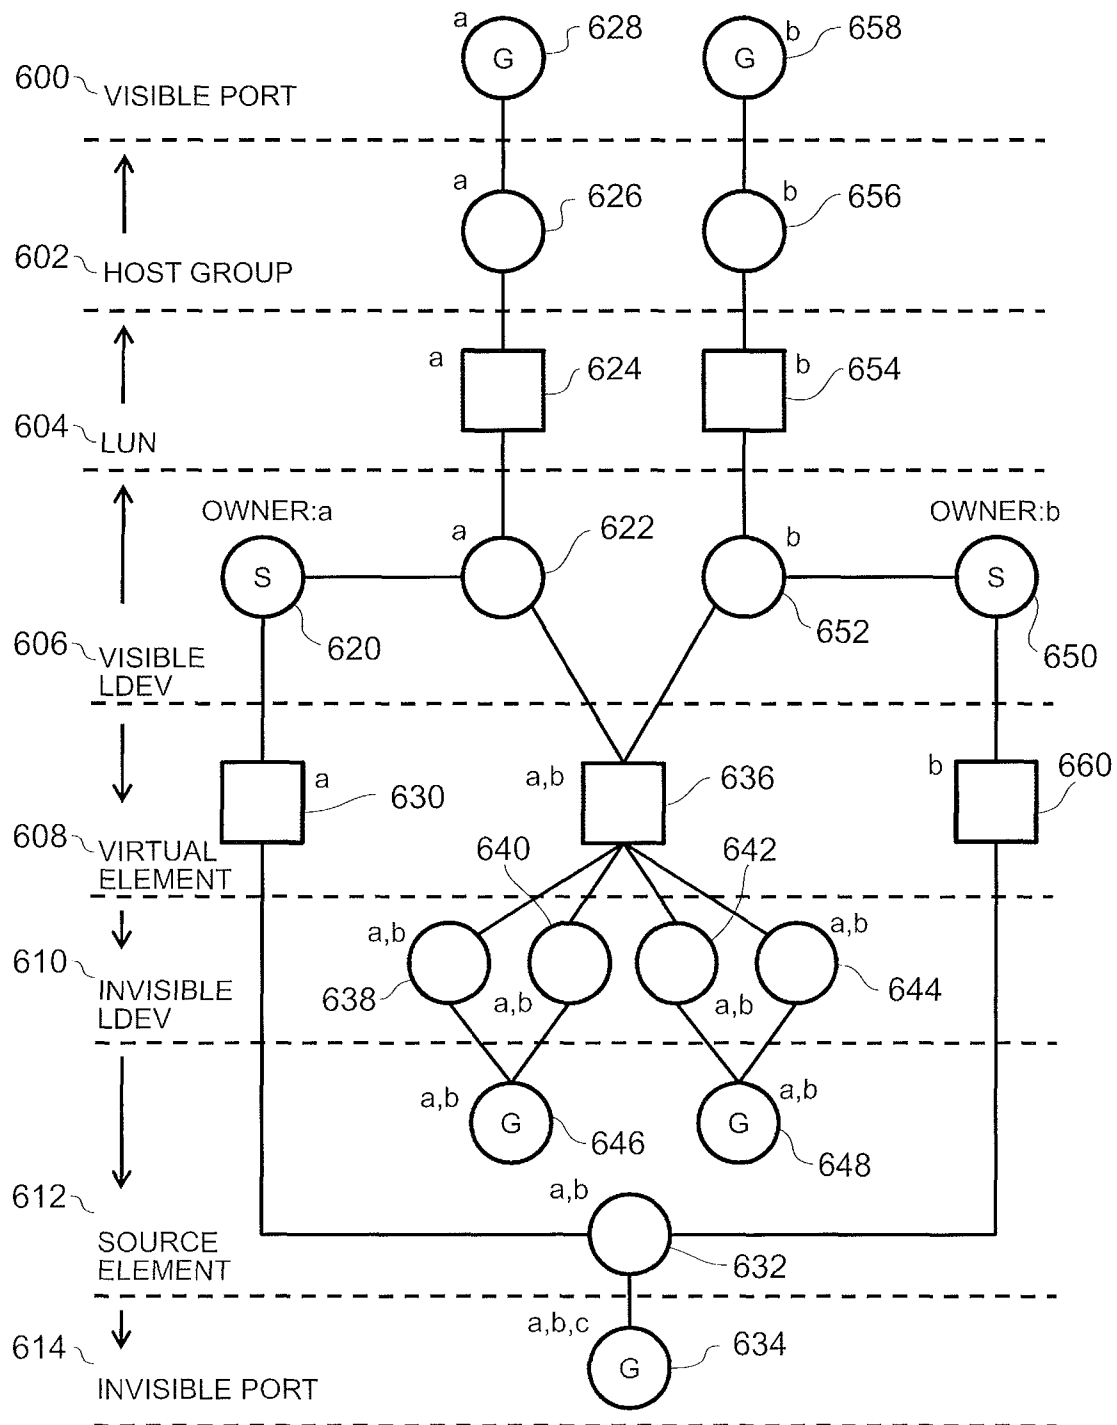 a 628 b 658
G G
600 VISIBLE PORT
a 626 b 656
602 HOST GROUP
a 624 b 654
604 LUN
OWNER:a OWNER:b
a 622 b
S S
620 652 650
606 VISIBLE
LDEV
a 630 a,b 636 b 660
608 VIRTUAL
ELEMENT
640 642
a,b a,b
638 a,b a,b 644
610 INVISIBLE
LDEV
a,b G 646 a,b G 648
612 SOURCE
ELEMENT
a,b 632
a,b,c 634
G
614 INVISIBLE PORT